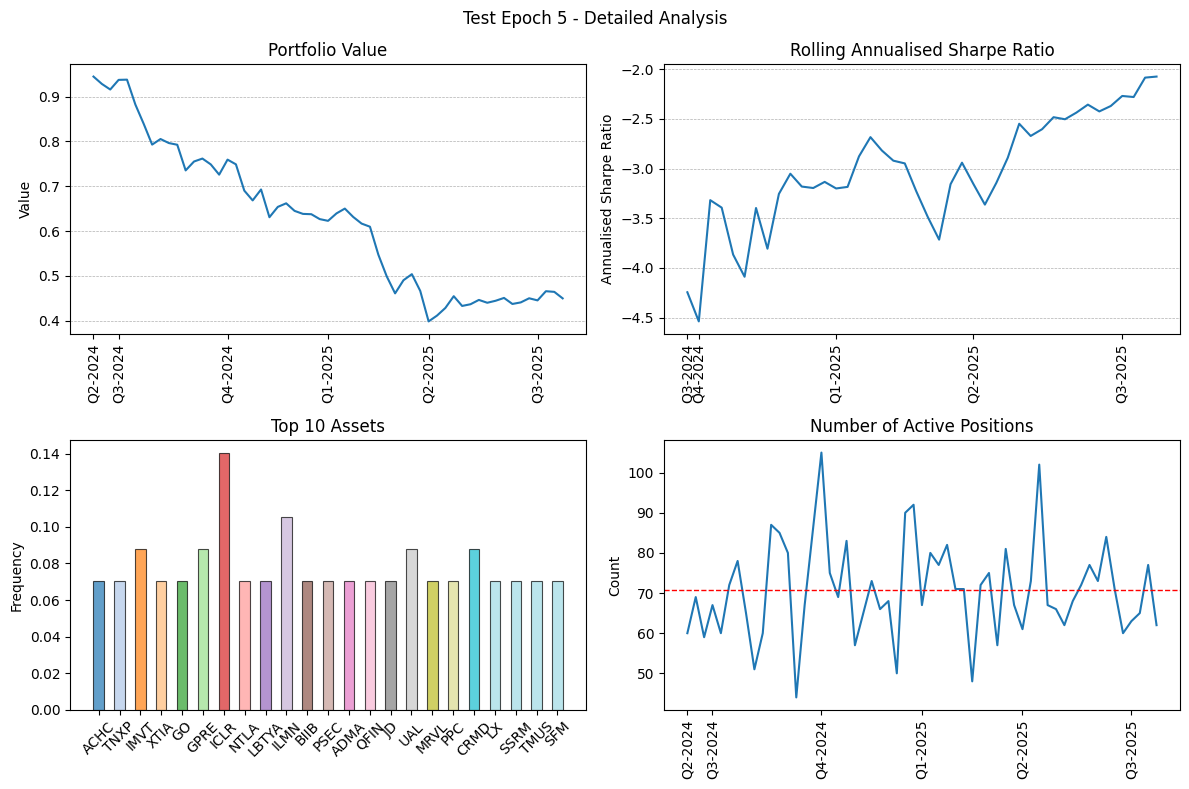 Test Epoch 5 - Detailed Analysis
Portfolio Value
Value
0.9
0.8
0.7
0.6
0.5
0.4
Q2-2024
Q3-2024
Q4-2024
Q1-2025
Q2-2025
Q3-2025
Rolling Annualised Sharpe Ratio
Annualised Sharpe Ratio
−2.0
−2.5
−3.0
−3.5
−4.0
−4.5
Q3-2024
Q4-2024
Q1-2025
Q2-2025
Q3-2025
Top 10 Assets
Frequency
0.14
0.12
0.10
0.08
0.06
0.04
0.02
0.00
ACHC
TNXP
IMVT
XTIA
GO
GPRE
ICLR
NTLA
LBTYA
ILMN
BIIB
PSEC
ADMA
QFIN
JD
UAL
MRVL
PPC
CRMD
LX
SSRM
TMUS
SFM
Number of Active Positions
Count
100
90
80
70
60
50
Q2-2024
Q3-2024
Q4-2024
Q1-2025
Q2-2025
Q3-2025